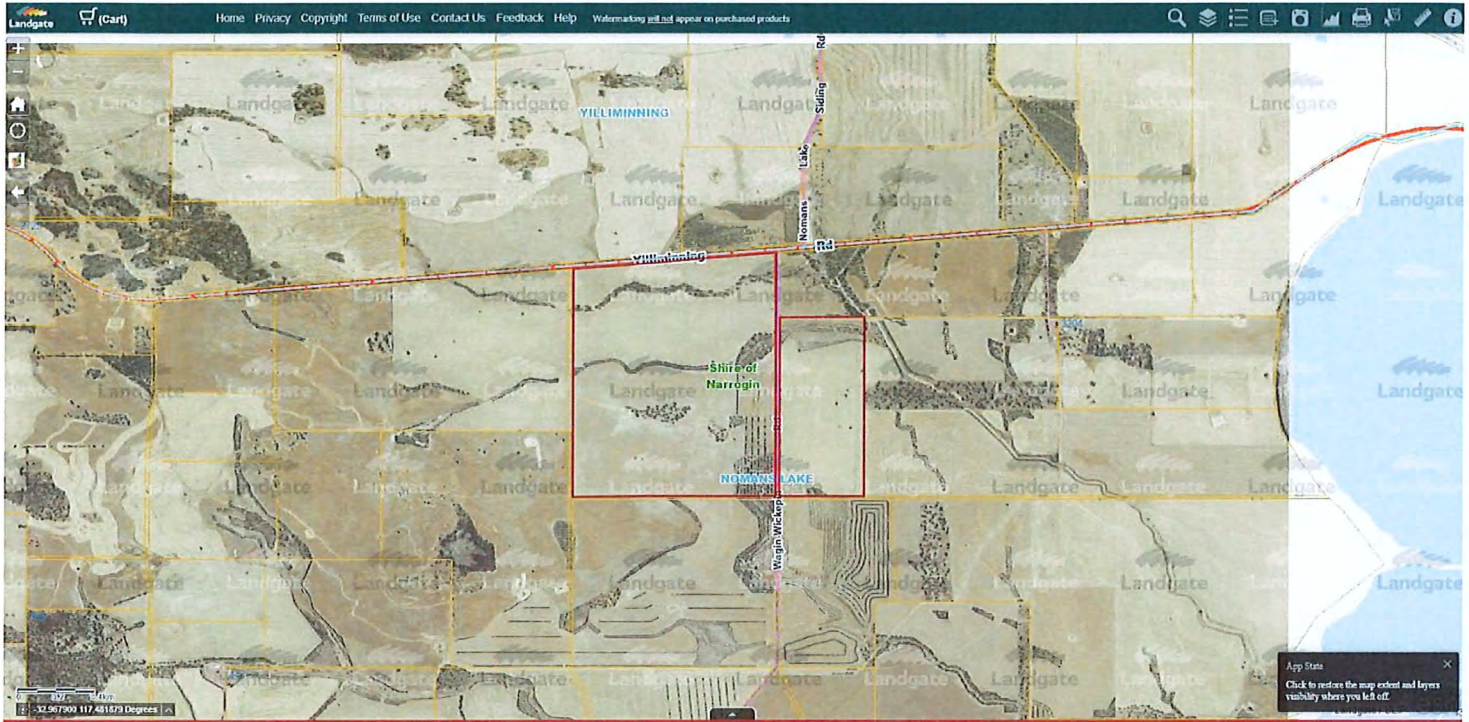 Landgate
(Cart)
Home Privacy Copyright Terms of Use Contact Us Feedback Help Watermarking will not appear on purchased products
YILLIMINNING
Nomans Lake Siding Rd
Yilliminning Rd
Shire of
Narrogin
NOMANS LAKE
Rd
App State
Click to restore the map extent and layers
visibility where you left off.
-32.967900 117.481879 Degrees